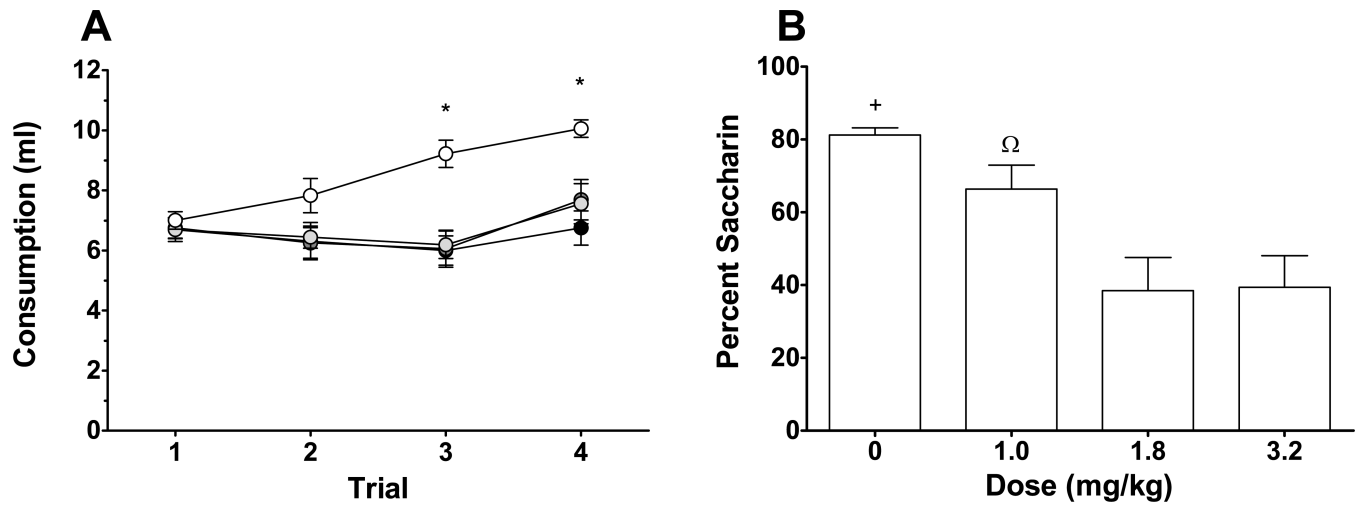 A
12
10
8
6
4
2
0
Consumption (ml)
*
*
1 2 3 4
Trial
B
100
80
60
40
20
0
Percent Saccharin
+
Ω
0 1.0 1.8 3.2
Dose (mg/kg)